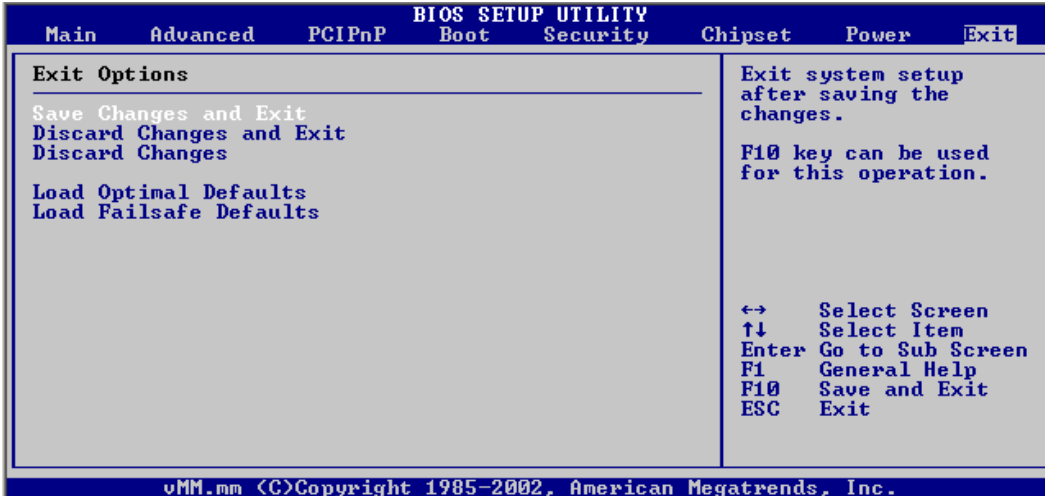 BIOS SETUP UTILITY
Main Advanced PCIPnP Boot Security Chipset Power Exit
Exit Options
Save Changes and Exit
Discard Changes and Exit
Discard Changes
Load Optimal Defaults
Load Failsafe Defaults
Exit system setup
after saving the
changes.
F10 key can be used
for this operation.
↔ Select Screen
↑↓ Select Item
Enter Go to Sub Screen
F1 General Help
F10 Save and Exit
ESC Exit
vMM.mm (C)Copyright 1985-2002, American Megatrends, Inc.